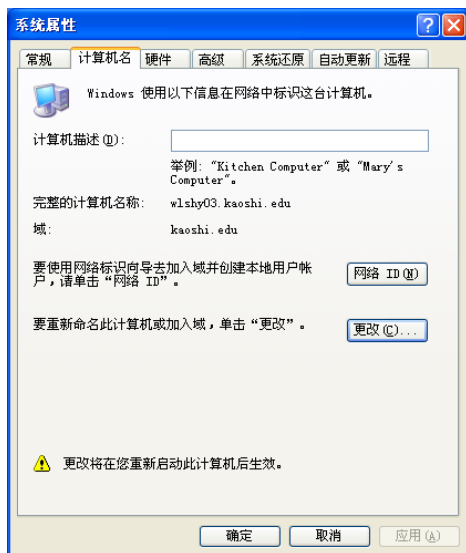 系统属性
常规 计算机名 硬件 高级 系统还原 自动更新 远程
Windows 使用以下信息在网络中标识这台计算机。
计算机描述(D):
举例: "Kitchen Computer" 或 "Mary's
Computer"。
完整的计算机名称: wlshy03.kaoshi.edu
域: kaoshi.edu
要使用网络标识向导去加入域并创建本地用户帐
户，请单击“网络 ID”。
网络 ID(N)
要重新命名此计算机或加入域，单击“更改”。
更改(C)...
更改将在您重新启动此计算机后生效。
确定 取消 应用(A)